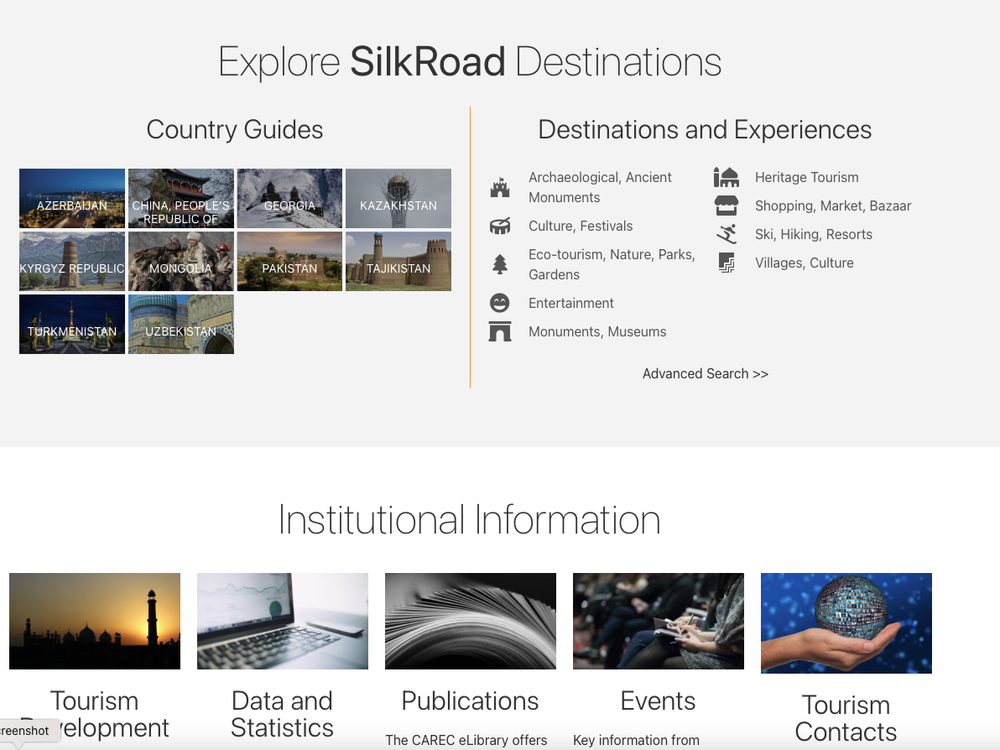 Explore SilkRoad Destinations
Country Guides
AZERBAIJAN
CHINA, PEOPLE'S
REPUBLIC OF
GEORGIA
KAZAKHSTAN
KYRGYZ REPUBLIC
MONGOLIA
PAKISTAN
TAJIKISTAN
TURKMENISTAN
UZBEKISTAN
Destinations and Experiences
Archaeological, Ancient
Monuments
Culture, Festivals
Eco-tourism, Nature, Parks,
Gardens
Entertainment
Monuments, Museums
Heritage Tourism
Shopping, Market, Bazaar
Ski, Hiking, Resorts
Villages, Culture
Advanced Search >>
Institutional Information
Tourism
Development
Data and
Statistics
Publications
The CAREC eLibrary offers
Events
Key information from
Tourism
Contacts
reenshot